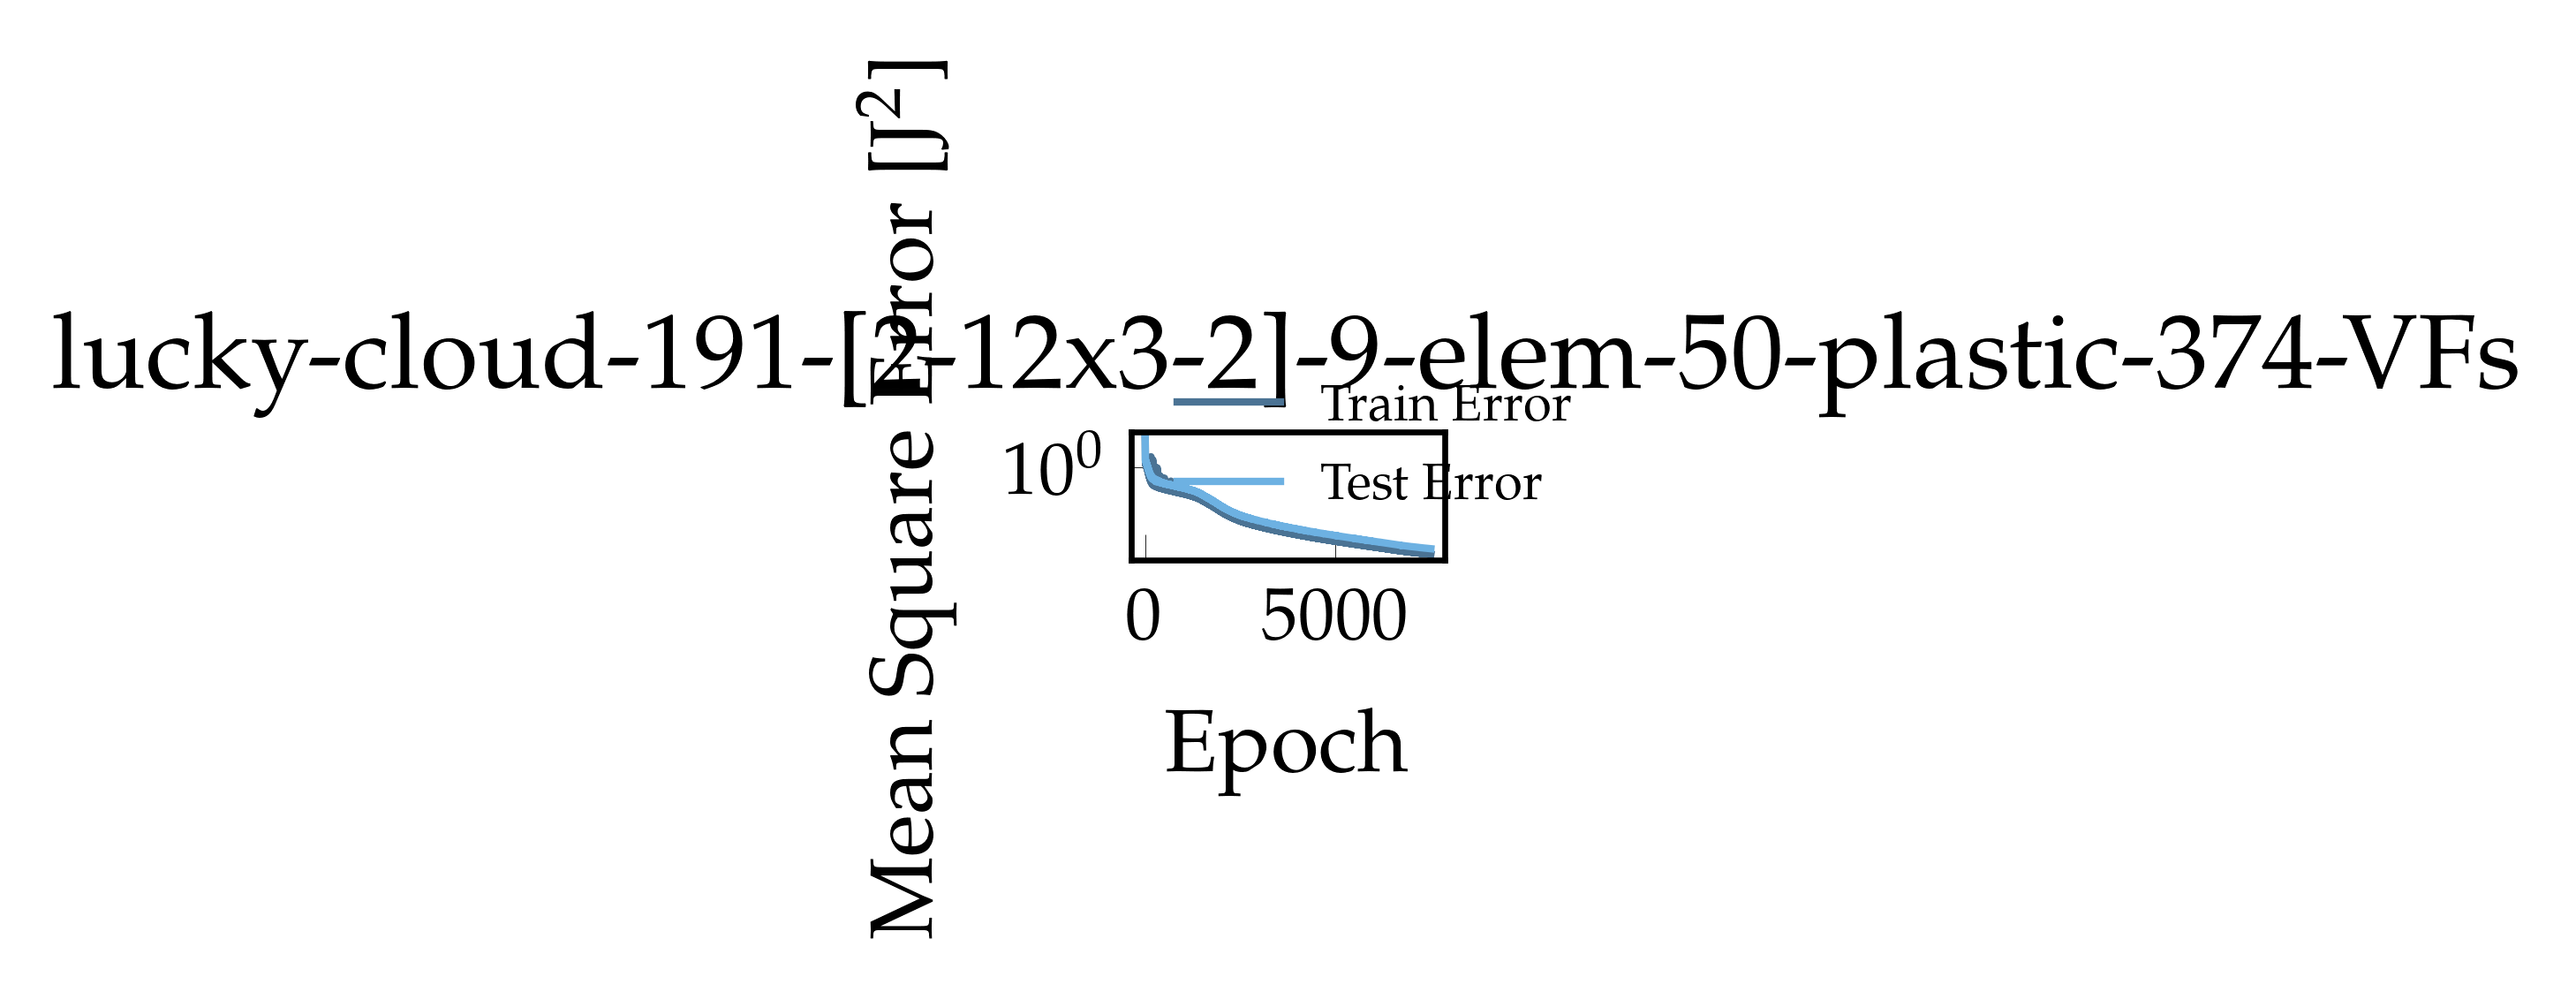 lucky-cloud-191-[2-12x3-2]-9-elem-50-plastic-374-VFs
Mean Square Error [J²]
Train Error
Test Error
10⁰
0
5000
Epoch